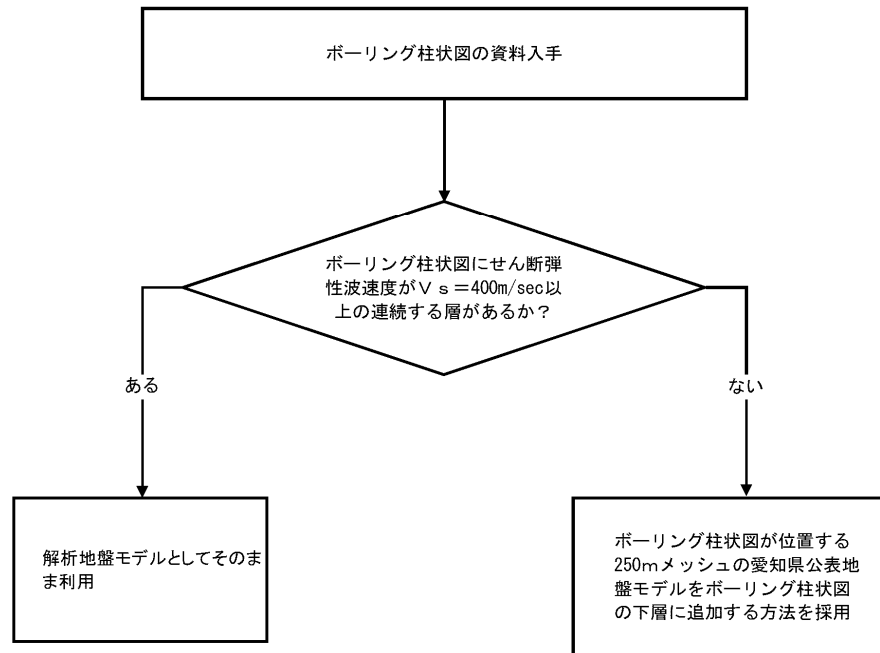 ボーリング柱状図の資料入手
ボーリング柱状図にせん断弾
性波速度がＶｓ＝400m/sec以
上の連続する層があるか？
ある
ない
解析地盤モデルとしてそのま
ま利用
ボーリング柱状図が位置する
250ｍメッシュの愛知県公表地
盤モデルをボーリング柱状図
の下層に追加する方法を採用